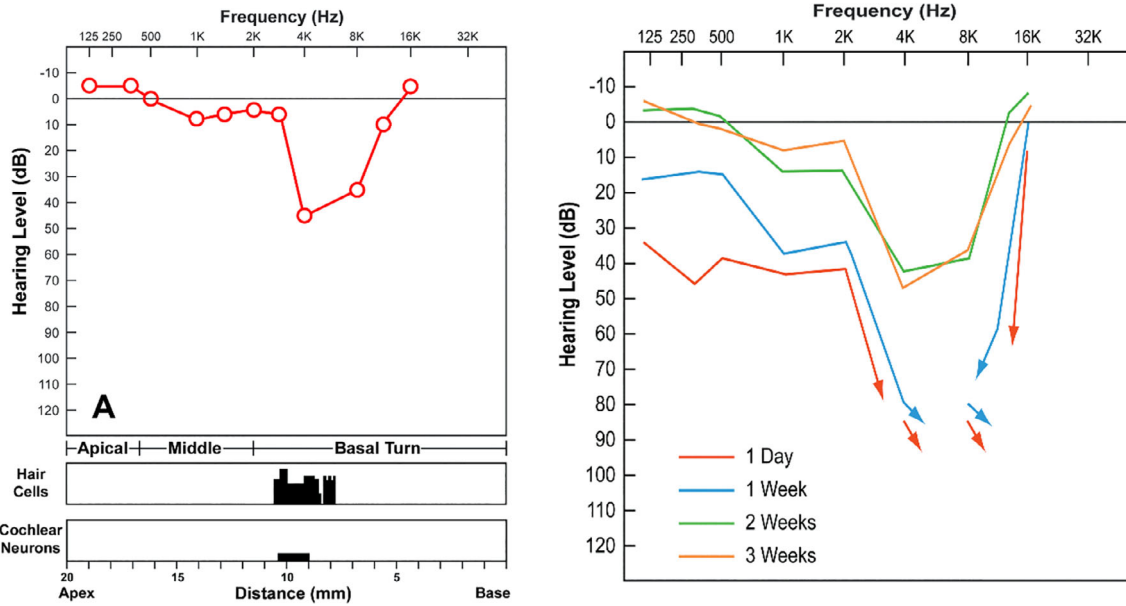 Frequency (Hz)
125 250 500 1K 2K 4K 8K 16K 32K
Hearing Level (dB)
-10
0
10
20
30
40
50
60
70
80
90
100
110
120
A
Apical Middle Basal Turn
Hair
Cells
Cochlear
Neurons
20 15 10 5
Apex Distance (mm) Base
Frequency (Hz)
125 250 500 1K 2K 4K 8K 16K 32K
Hearing Level (dB)
-10
0
10
20
30
40
50
60
70
80
90
100
110
120
1 Day
1 Week
2 Weeks
3 Weeks